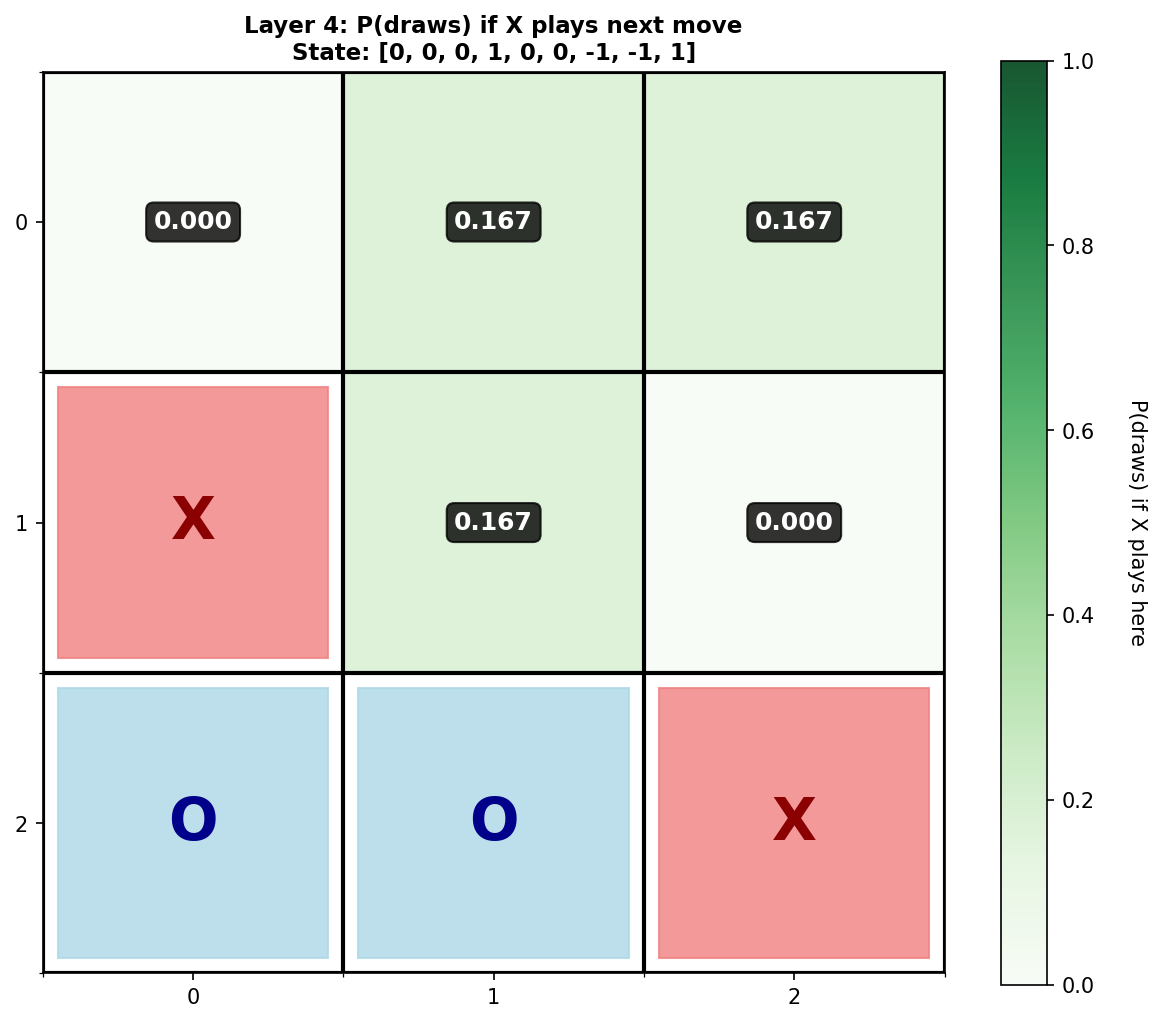 Layer 4: P(draws) if X plays next move
State: [0, 0, 0, 1, 0, 0, -1, -1, 1]
1.0
0.8
0.6
0.4
0.2
0.0
P(draws) if X plays here
0
0.000
0.167
0.167
1
X
0.167
0.000
2
O
O
X
0
1
2